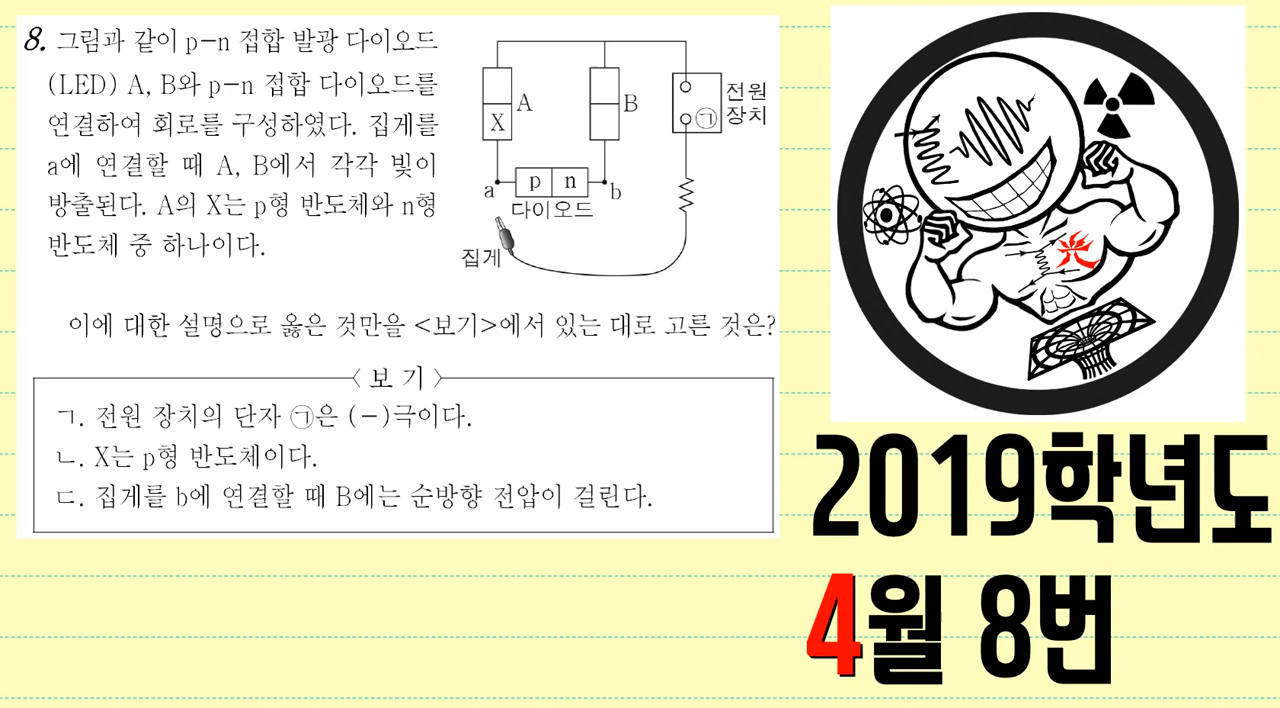 8. 그림과 같이 p-n 접합 발광 다이오드
(LED) A, B와 p-n 접합 다이오드를
연결하여 회로를 구성하였다. 집게를
a에 연결할 때 A, B에서 각각 빛이
방출된다. A의 X는 p형 반도체와 n형
반도체 중 하나이다.
A
X
B
전원
장치
㉠
a
p
n
b
다이오드
집게
이에 대한 설명으로 옳은 것만을 <보기>에서 있는 대로 고른 것은?
〈보 기〉
ㄱ. 전원 장치의 단자 ㉠은 (-)극이다.
ㄴ. X는 p형 반도체이다.
ㄷ. 집게를 b에 연결할 때 B에는 순방향 전압이 걸린다.
2019학년도
4월 8번